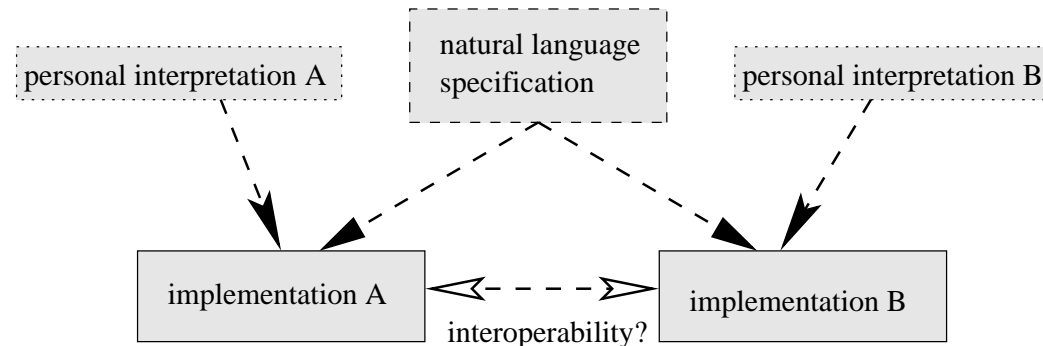 natural language
specification
personal interpretation A
personal interpretation B
implementation A
implementation B
interoperability?